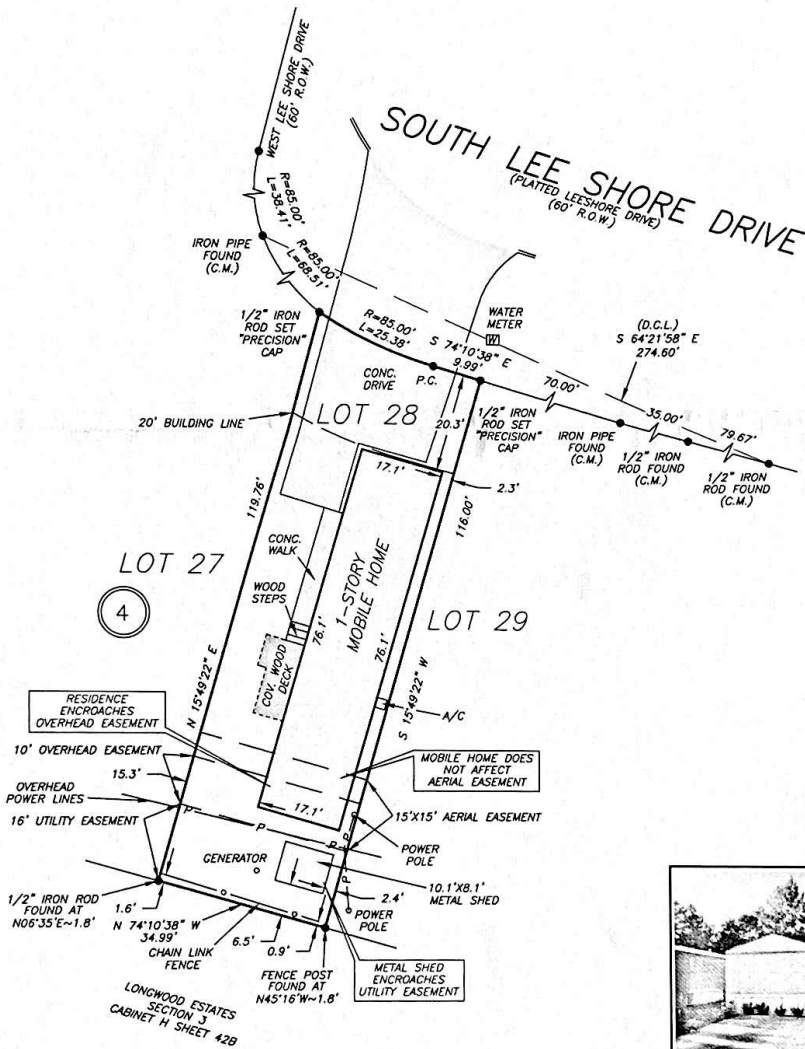 WEST LEE SHORE DRIVE
(60' R.O.W.)
SOUTH LEE SHORE DRIVE
(PLATTED LEESHORE DRIVE)
(60' R.O.W.)
R=85.00'
L=38.41'
IRON PIPE
FOUND
(C.M.)
R=85.00'
L=68.51'
1/2" IRON
ROD SET
"PRECISION"
CAP
R=85.00'
L=25.38'
S 74°10'38" E
9.99'
WATER
METER
W
(D.C.L.)
S 64°21'58" E
274.60'
CONC.
DRIVE
P.C.
70.00'
35.00'
79.67'
20' BUILDING LINE
LOT 28
20.3'
1/2" IRON
ROD SET
"PRECISION"
CAP
IRON PIPE
FOUND
(C.M.)
1/2" IRON
ROD FOUND
(C.M.)
1/2" IRON
ROD FOUND
(C.M.)
17.1'
2.3'
119.76'
116.00'
LOT 27
4
CONC.
WALK
WOOD
STEPS
1-STORY
MOBILE HOME
76.1'
76.1'
LOT 29
COV. WOOD
DECK
N 15°49'22" E
S 15°49'22" W
A/C
RESIDENCE
ENCROACHES
OVERHEAD EASEMENT
10' OVERHEAD EASEMENT
15.3'
MOBILE HOME DOES
NOT AFFECT
AERIAL EASEMENT
OVERHEAD
POWER LINES
16' UTILITY EASEMENT
17.1'
15'X15' AERIAL EASEMENT
P
P
P
P
P
P
POWER
POLE
GENERATOR
10.1'X8.1'
METAL SHED
2.4'
POWER
POLE
1/2" IRON ROD
FOUND AT
N06°35'E~1.8'
1.6'
N 74°10'38" W
34.99'
6.5'
0.9'
CHAIN LINK
FENCE
FENCE POST
FOUND AT
N45°16'W~1.8'
METAL SHED
ENCROACHES
UTILITY EASEMENT
LONGWOOD ESTATES
SECTION 3
CABINET H SHEET 42B